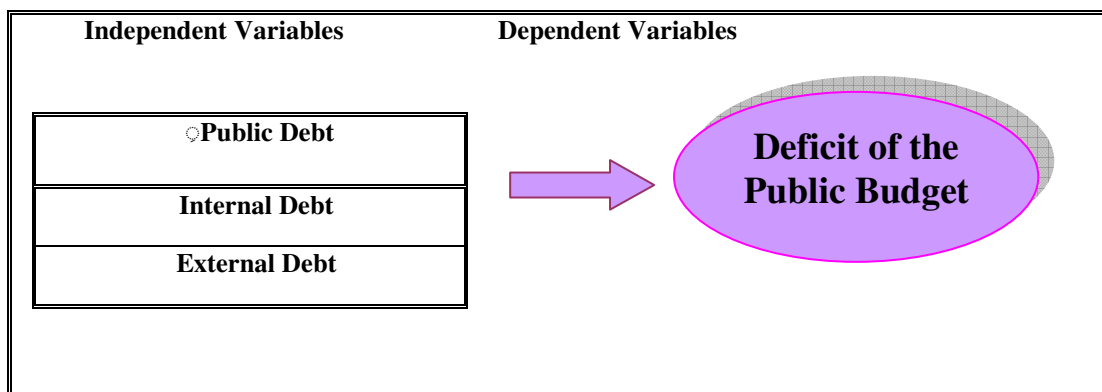 Independent Variables Dependent Variables
़Public Debt
Internal Debt
External Debt
Deficit of the
Public Budget